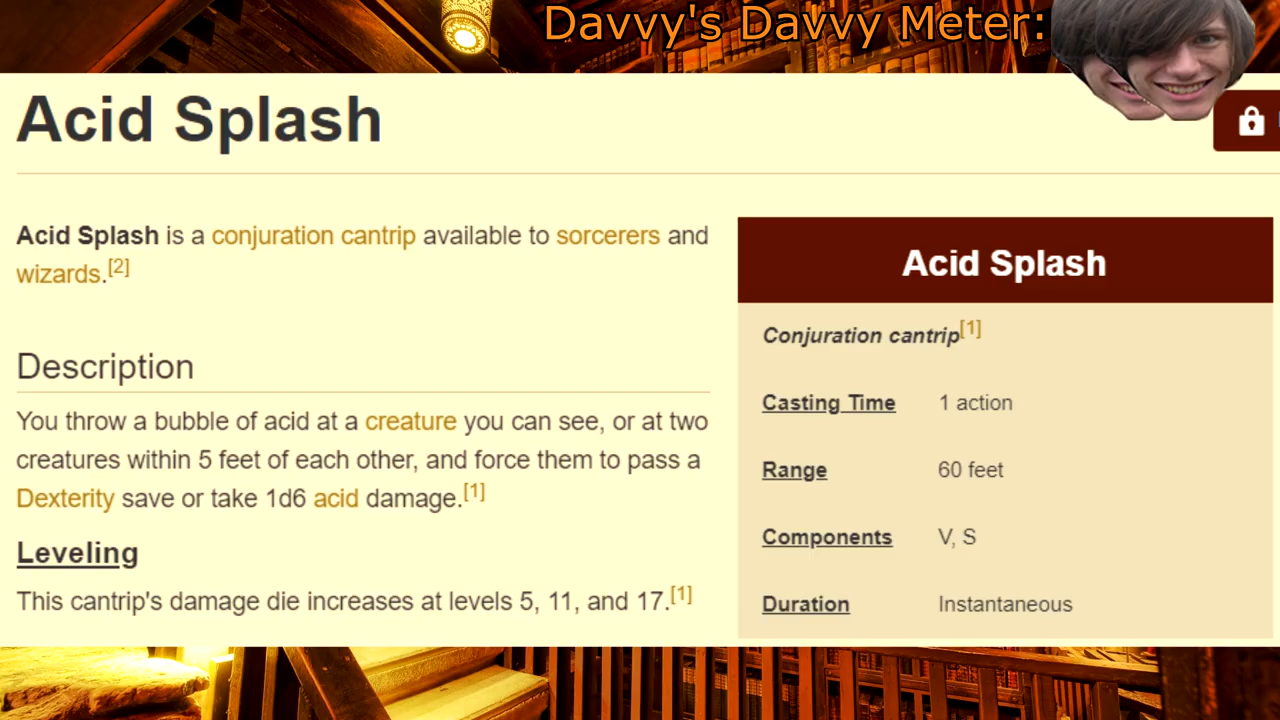 Davvy's Davvy Meter:
Acid Splash
Acid Splash is a conjuration cantrip available to sorcerers and
wizards.[2]
Description
You throw a bubble of acid at a creature you can see, or at two
creatures within 5 feet of each other, and force them to pass a
Dexterity save or take 1d6 acid damage.[1]
Leveling
This cantrip's damage die increases at levels 5, 11, and 17.[1]
Acid Splash
Conjuration cantrip[1]
Casting Time 1 action
Range 60 feet
Components V, S
Duration Instantaneous